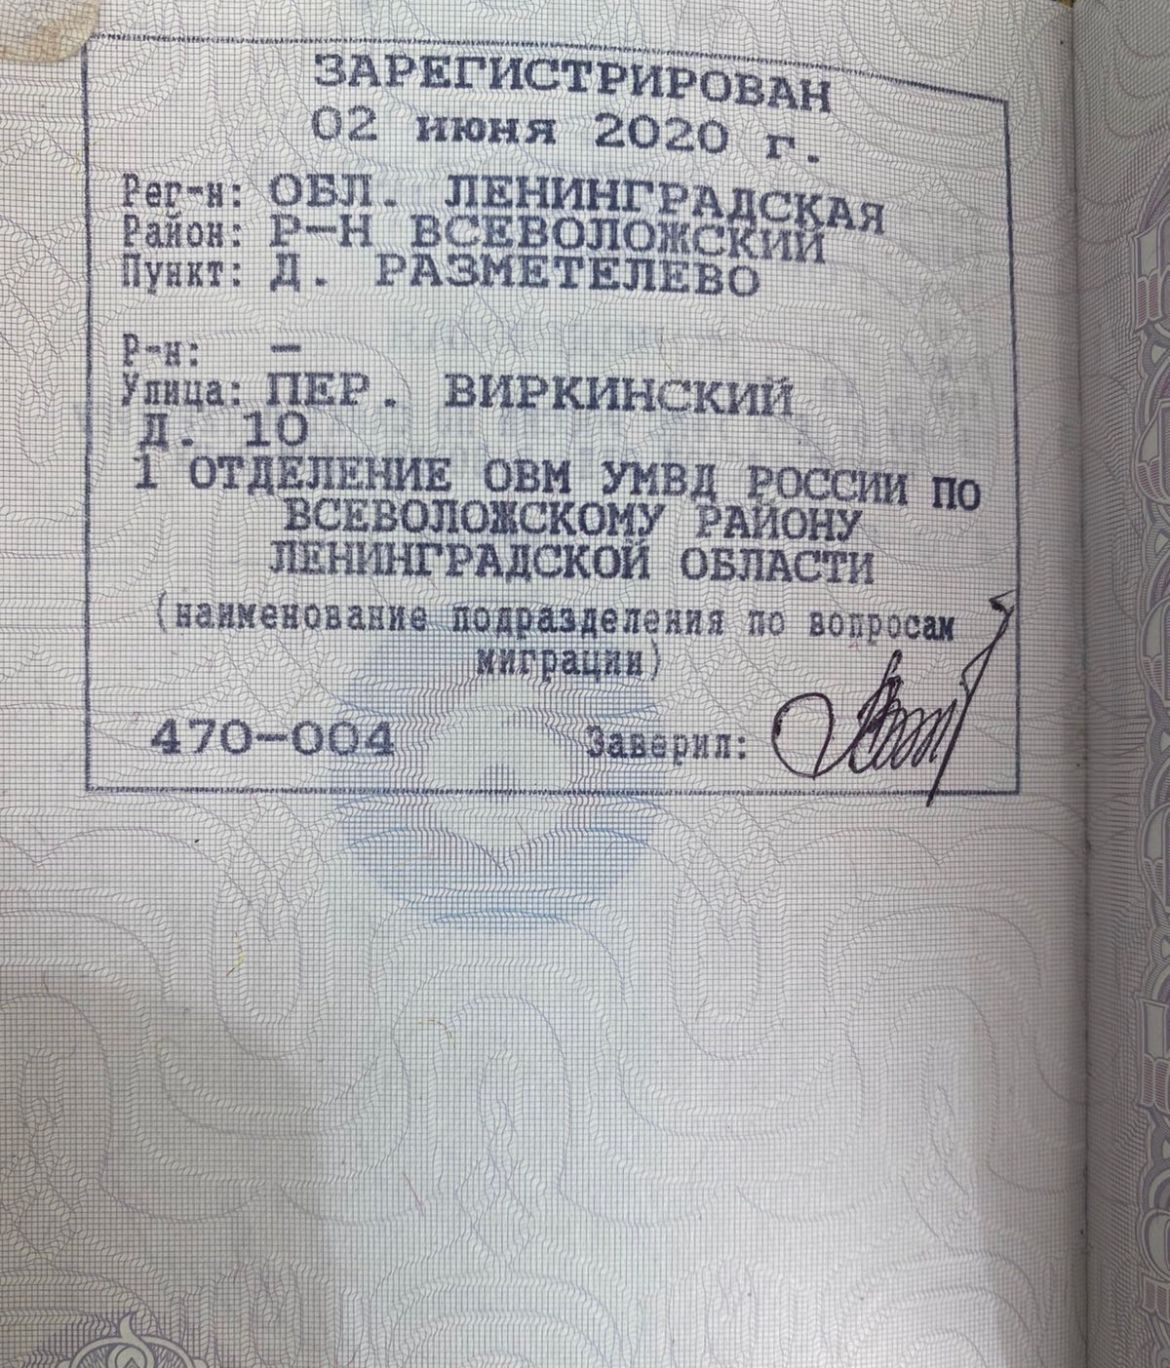 ЗАРЕГИСТРИРОВАН
02 июня 2020 г.
Рег-н: ОБЛ. ЛЕНИНГРАДСКАЯ
Район: Р-Н ВСЕВОЛОЖСКИЙ
Пункт: Д. РАЗМЕТЕЛЕВО
Р-н: –
Улица: ПЕР. ВИРКИНСКИЙ
Д. 10
1 ОТДЕЛЕНИЕ ОВМ УМВД РОССИИ ПО
ВСЕВОЛОЖСКОМУ РАЙОНУ
ЛЕНИНГРАДСКОЙ ОБЛАСТИ
(наименование подразделения по вопросам
миграции)
470-004 Заверил: